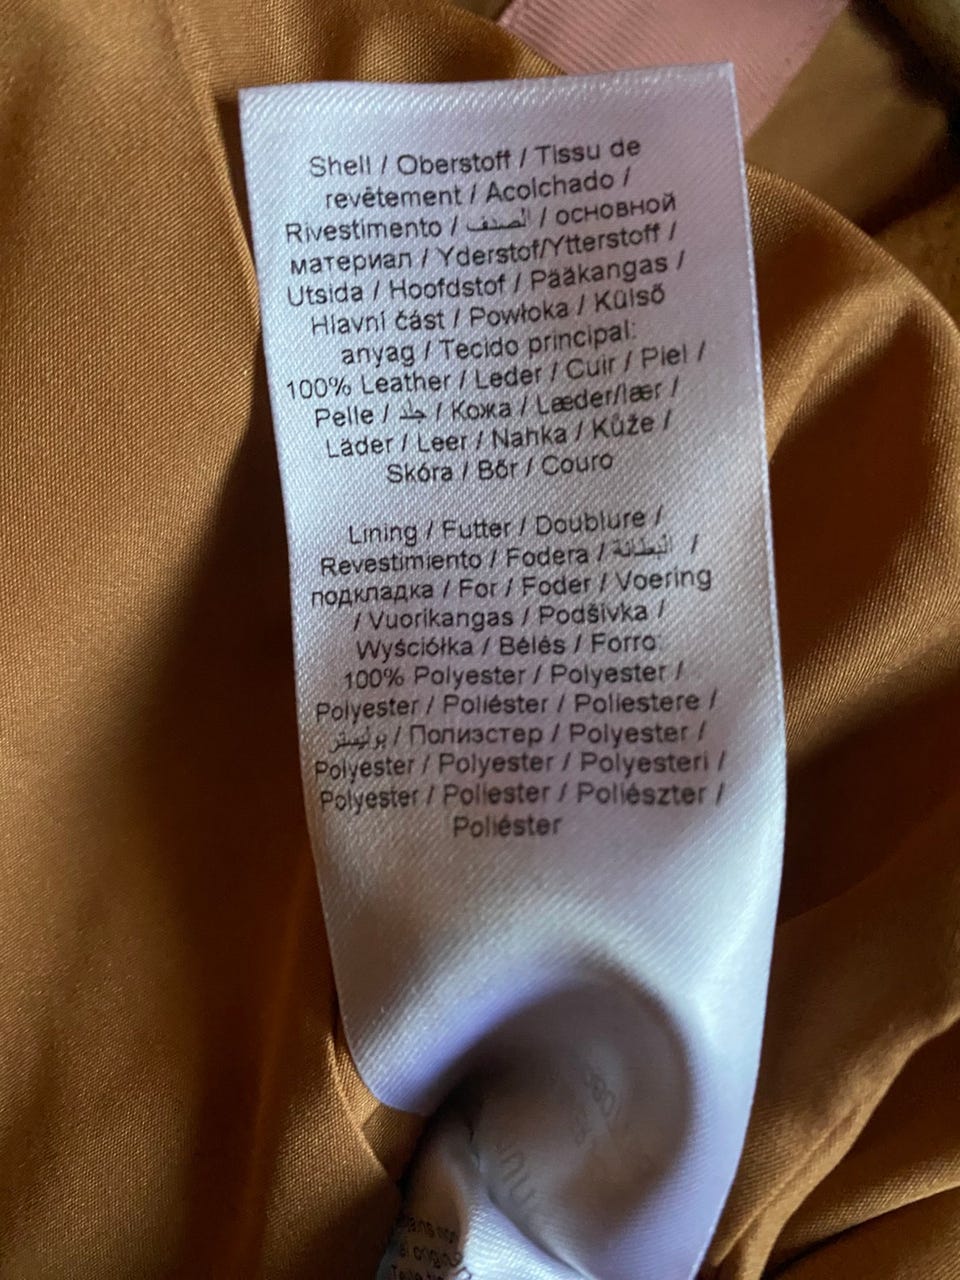 Shell / Oberstoff / Tissu de
revêtement / Acolchado /
Rivestimento / الصدف / основной
материал / Yderstof/Ytterstoff /
Utsida / Hoofdstof / Pääkangas /
Hlavní část / Powłoka / Külső
anyag / Tecido principal:
100% Leather / Leder / Cuir / Piel /
Pelle / جلد / Кожа / Læder/lær /
Läder / Leer / Nahka / Kůže /
Skóra / Bőr / Couro
Lining / Futter / Doublure /
Revestimiento / Fodera / البطانة /
подкладка / For / Foder / Voering
/ Vuorikangas / Podšívka /
Wyściółka / Bélés / Forro:
100% Polyester / Polyester /
Polyester / Poliéster / Poliestere /
بوليستر / Полиэстер / Polyester /
Polyester / Polyester / Polyesteri /
Polyester / Poliester / Poliészter /
Poliéster